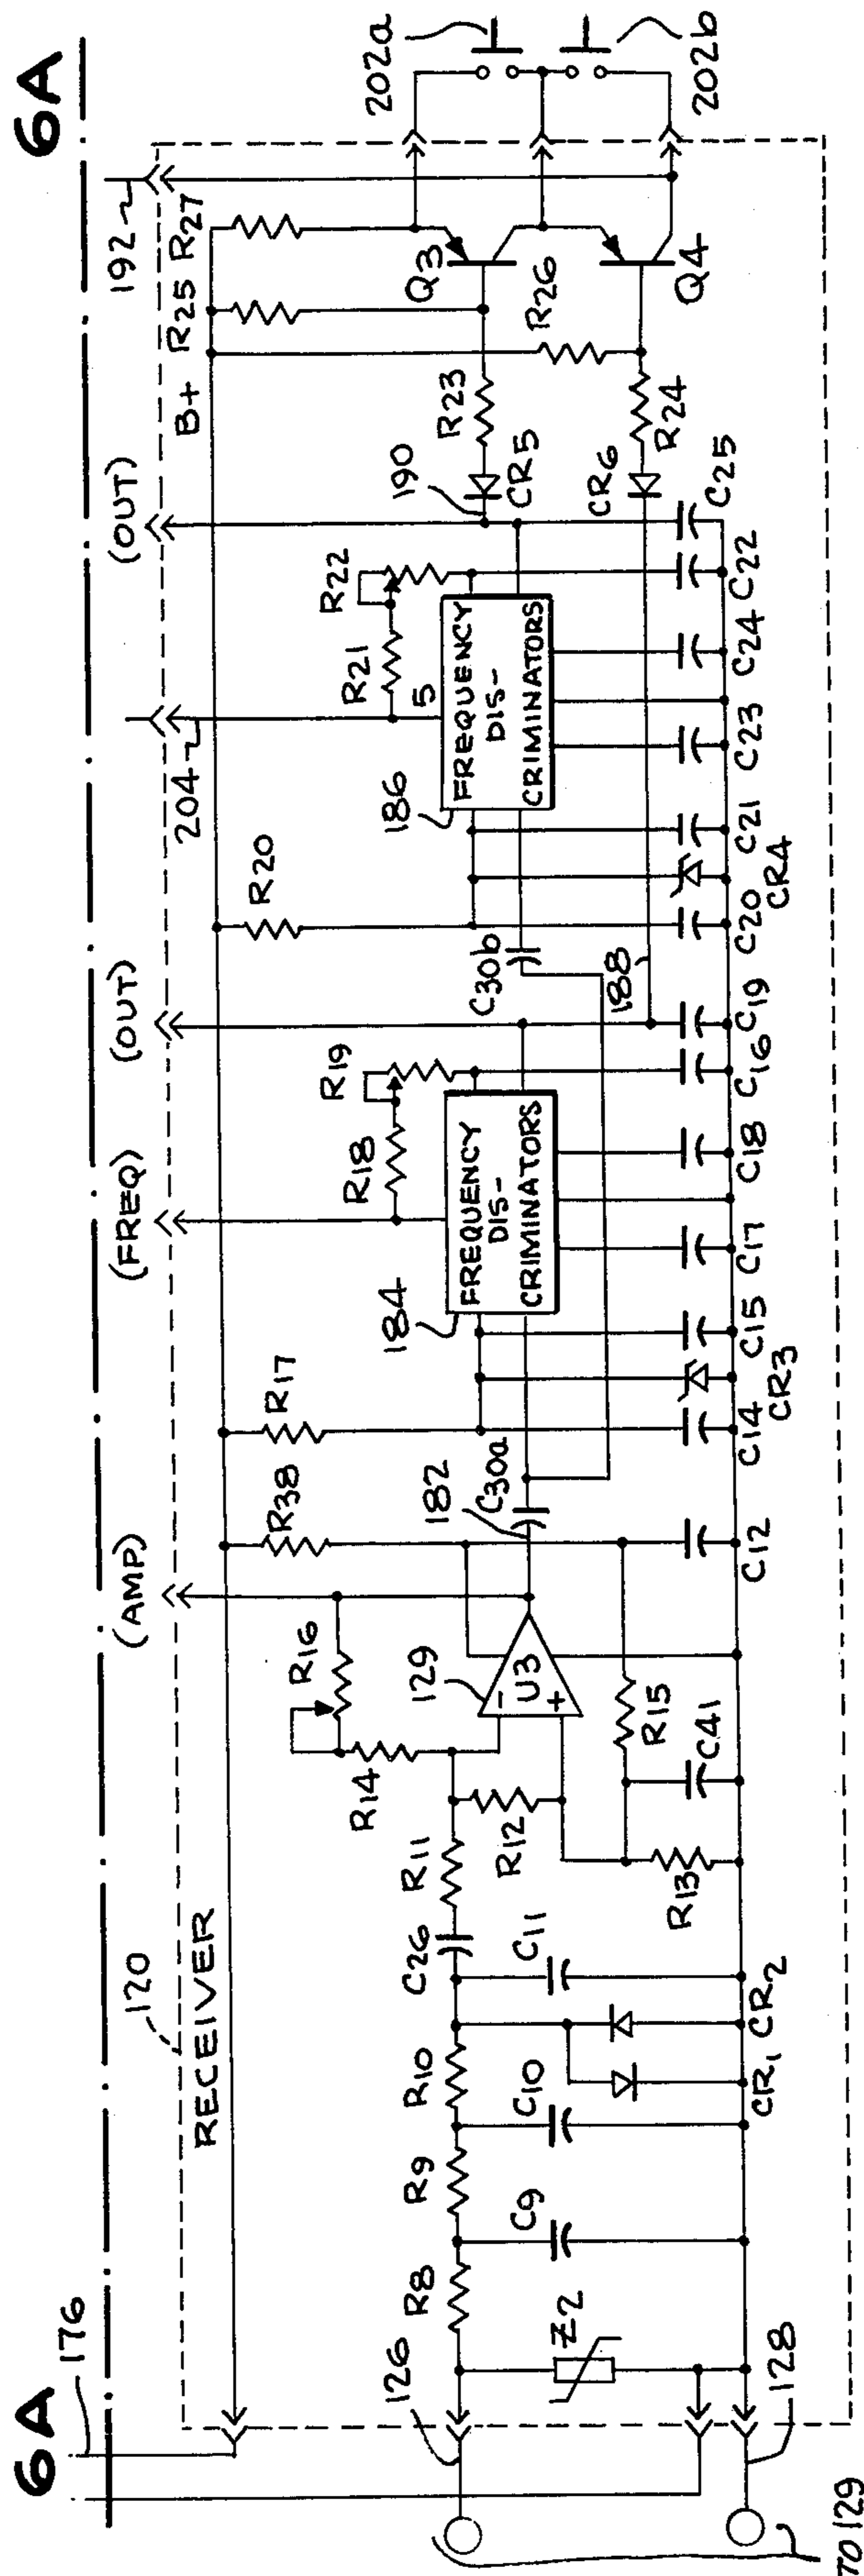 6A
6A
176
192
(AMP)
(FREQ)
(OUT)
(OUT)
120
RECEIVER
B+
204
R25
R27
202a
202b
R38
R17
R20
R16
R14
129
R19
R18
R22
R21
5
190
Q3
R23
CR5
R26
Q4
R24
CR6
126
R8
R9
R10
C26
R11
R12
U3
-
+
182
C30a
184
FREQUENCY
DIS-
CRIMINATORS
C30b
186
FREQUENCY
DIS-
CRIMINATORS
188
Z2
C9
C10
C11
R13
R15
C41
128
CR1
CR2
C12
C14
CR3
C15
C17
C18
C16
C19
C20
CR4
C21
C23
C24
C22
C25
TO 129